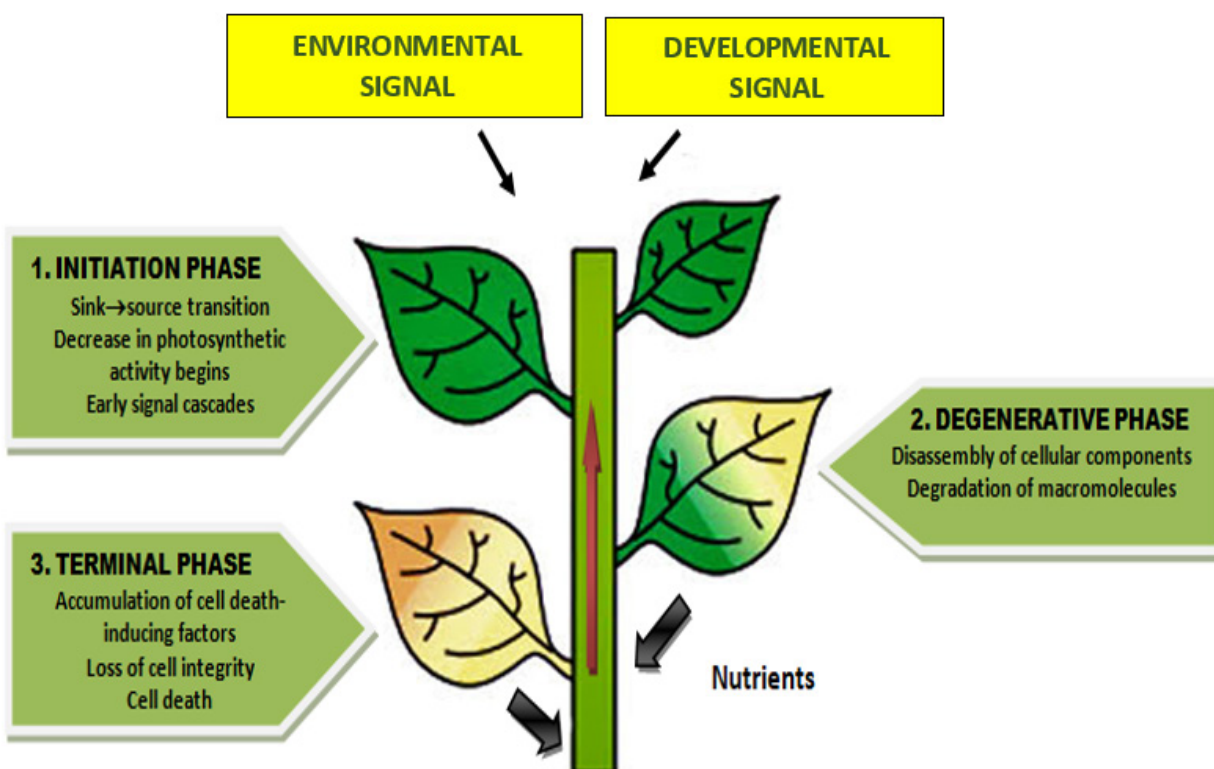 ENVIRONMENTAL
SIGNAL
DEVELOPMENTAL
SIGNAL
1. INITIATION PHASE
Sink→source transition
Decrease in photosynthetic
activity begins
Early signal cascades
2. DEGENERATIVE PHASE
Disassembly of cellular components
Degradation of macromolecules
3. TERMINAL PHASE
Accumulation of cell death-
inducing factors
Loss of cell integrity
Cell death
Nutrients